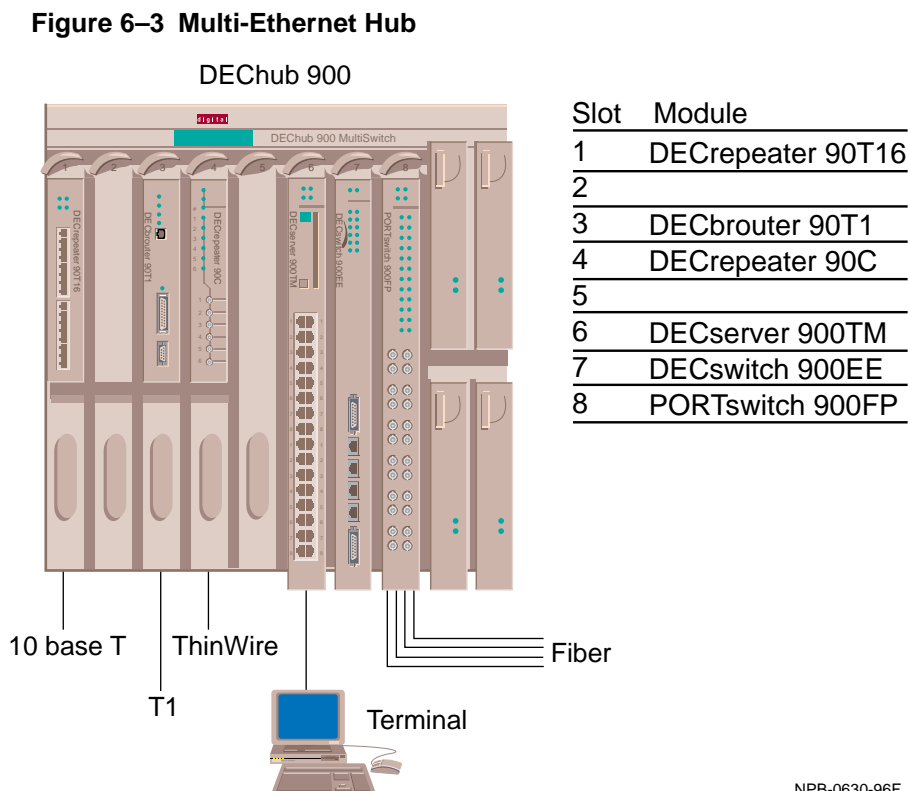 Figure 6–3 Multi-Ethernet Hub
DEChub 900
digital
DEChub 900 MultiSwitch
1 2 3 4 5 6 7 8
DECrepeater 90T16
DECbrouter 90T1
DECrepeater 90C
DECserver 900TM
DECswitch 900EE
PORTswitch 900FP
Slot Module
1 DECrepeater 90T16
2
3 DECbrouter 90T1
4 DECrepeater 90C
5
6 DECserver 900TM
7 DECswitch 900EE
8 PORTswitch 900FP
10 base T
ThinWire
T1
Fiber
Terminal
NPB-0630-96F